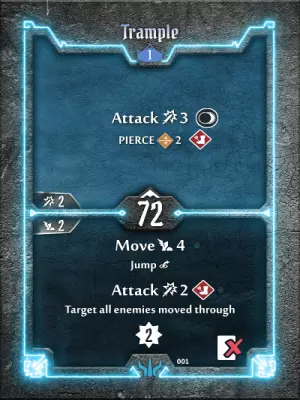 Trample
1
Attack 3
PIERCE 2
2
72
2
Move 4
Jump
Attack 2
Target all enemies moved through
2
001